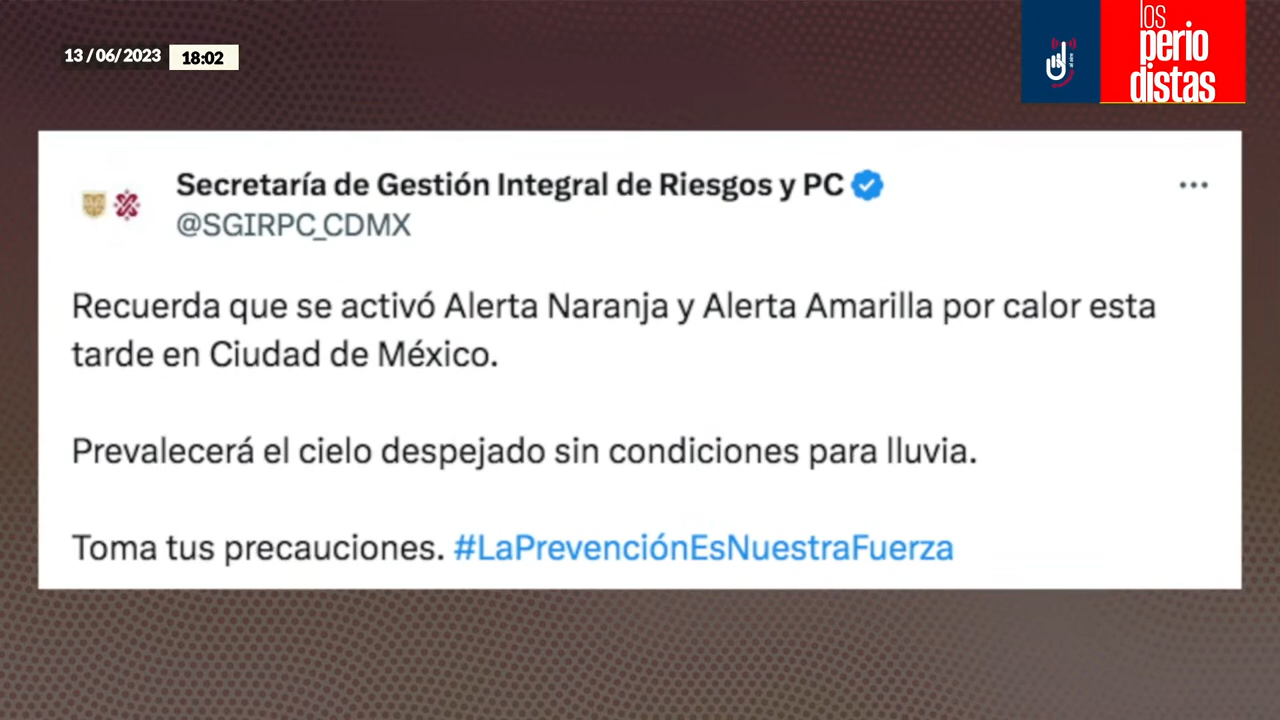 13/06/2023 18:02
los
perio
distas
Secretaría de Gestión Integral de Riesgos y PC
@SGIRPC_CDMX
Recuerda que se activó Alerta Naranja y Alerta Amarilla por calor esta
tarde en Ciudad de México.
Prevalecerá el cielo despejado sin condiciones para lluvia.
Toma tus precauciones. #LaPrevenciónEsNuestraFuerza